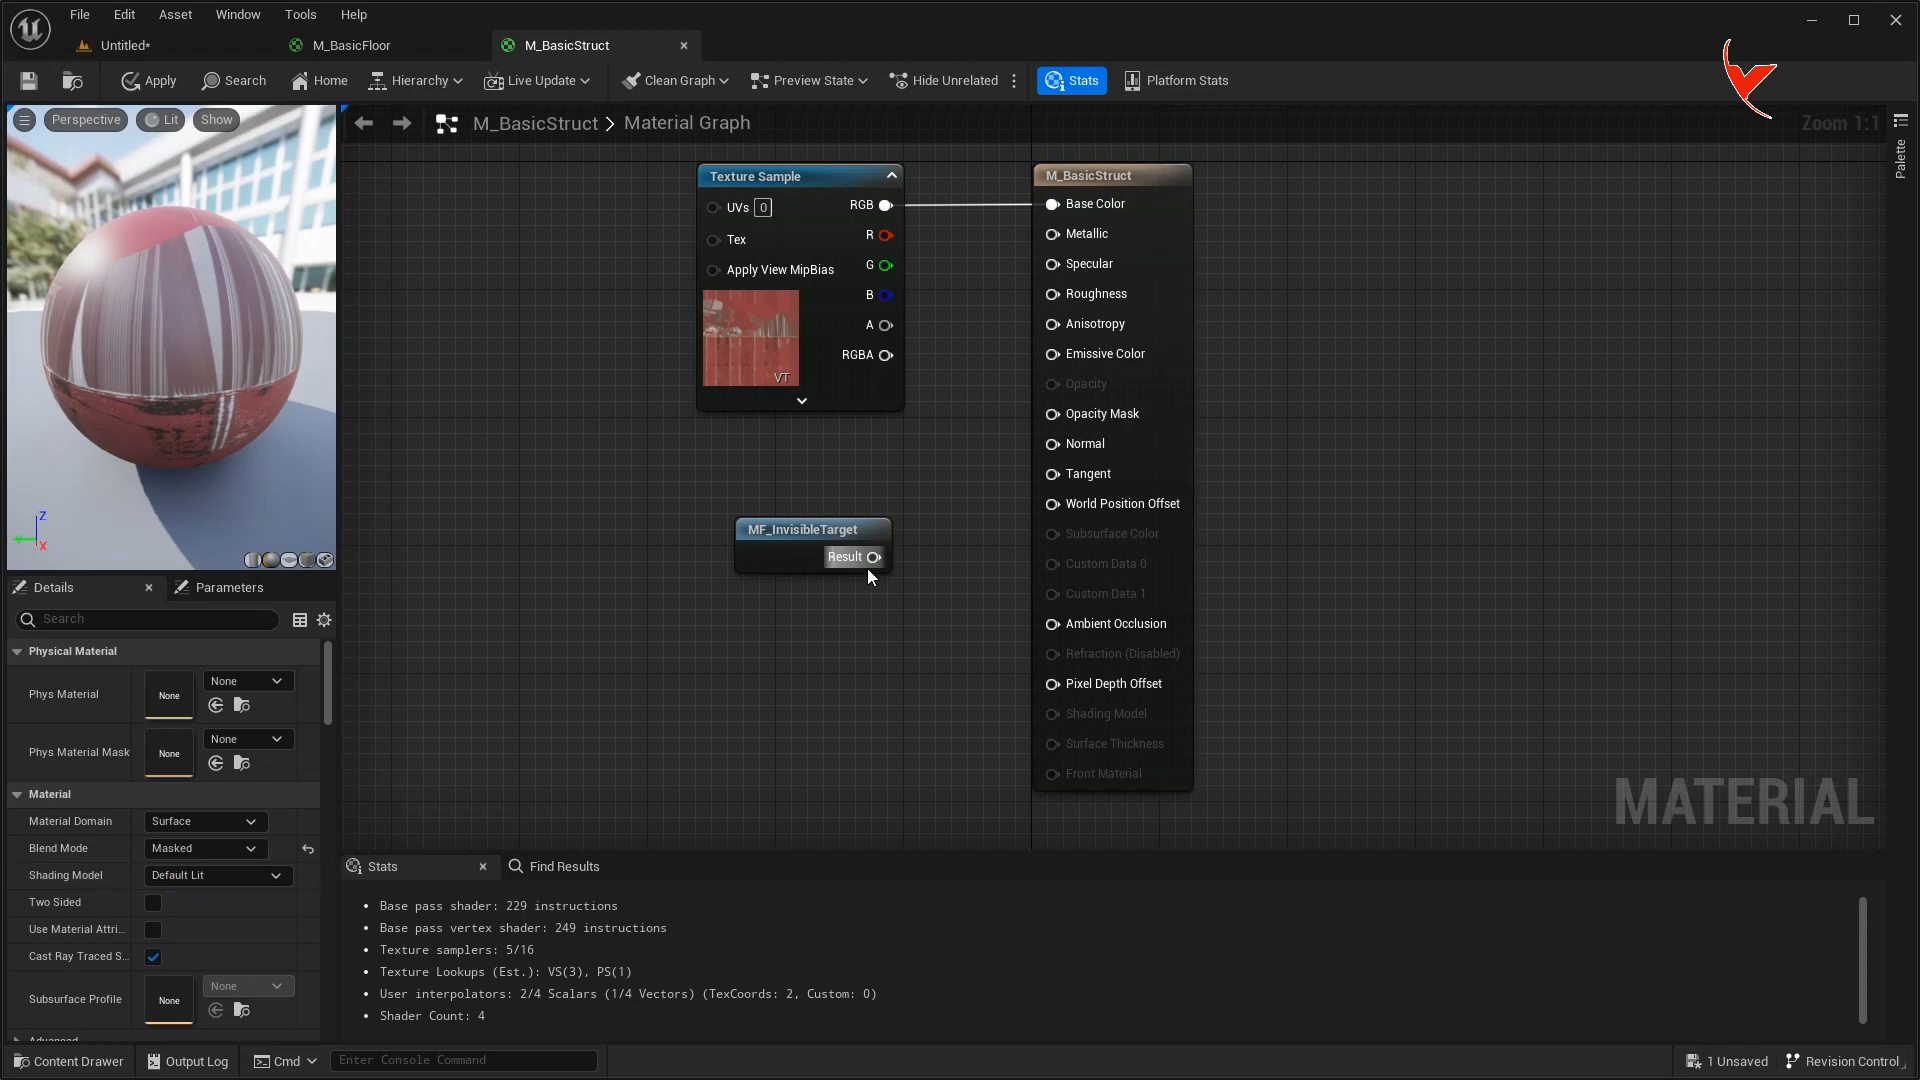 File Edit Asset Window Tools Help
Untitled* M_BasicFloor M_BasicStruct
Apply Search Home Hierarchy Live Update Clean Graph Preview State Hide Unrelated Stats Platform Stats
Perspective Lit Show
M_BasicStruct > Material Graph
Zoom 1:1
Palette
Texture Sample
UVs 0 RGB
R
Tex
G
Apply View MipBias
B
A
RGBA
VT
M_BasicStruct
Base Color
Metallic
Specular
Roughness
Anisotropy
Emissive Color
Opacity
Opacity Mask
Normal
Tangent
World Position Offset
Subsurface Color
Custom Data 0
Custom Data 1
Ambient Occlusion
Refraction (Disabled)
Pixel Depth Offset
Shading Model
Surface Thickness
Front Material
MF_InvisibleTarget
Result
MATERIAL
Z
Y
X
Details Parameters
Search
Physical Material
Phys Material None None
Phys Material Mask None None
Material
Material Domain Surface
Blend Mode Masked
Shading Model Default Lit
Two Sided
Use Material Attri...
Cast Ray Traced S...
Subsurface Profile None None
Advanced
Stats Find Results
• Base pass shader: 229 instructions
• Base pass vertex shader: 249 instructions
• Texture samplers: 5/16
• Texture Lookups (Est.): VS(3), PS(1)
• User interpolators: 2/4 Scalars (1/4 Vectors) (TexCoords: 2, Custom: 0)
• Shader Count: 4
Content Drawer Output Log Cmd Enter Console Command 1 Unsaved Revision Control